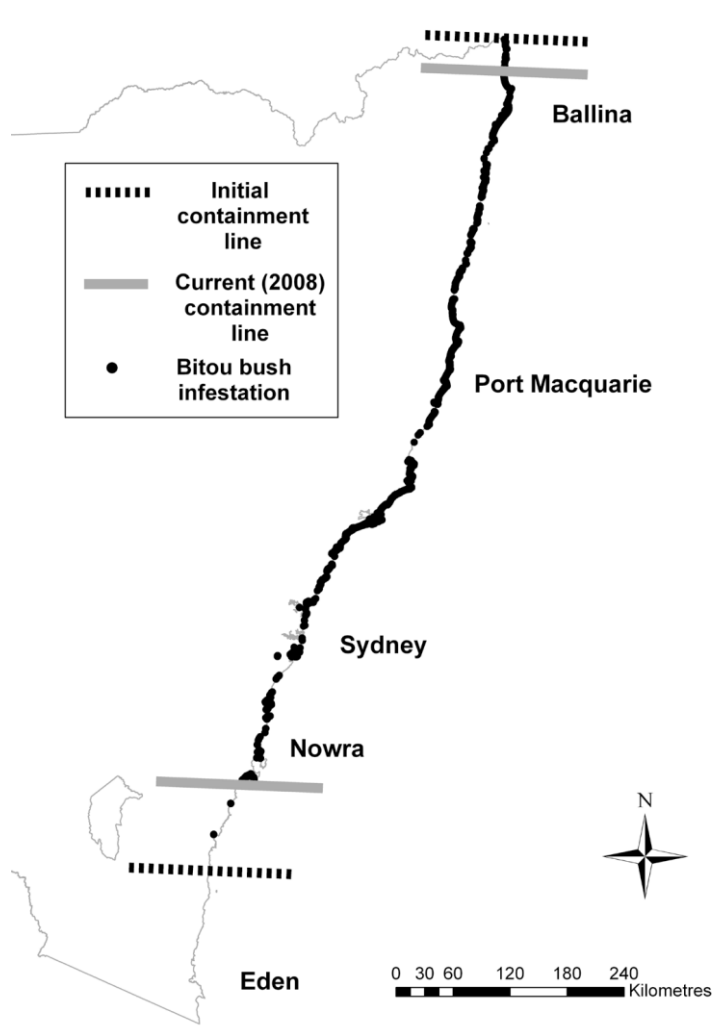 Ballina
Initial
containment
line
Current (2008)
containment
line
Bitou bush
infestation
Port Macquarie
Sydney
Nowra
N
Eden
0 30 60 120 180 240
Kilometres